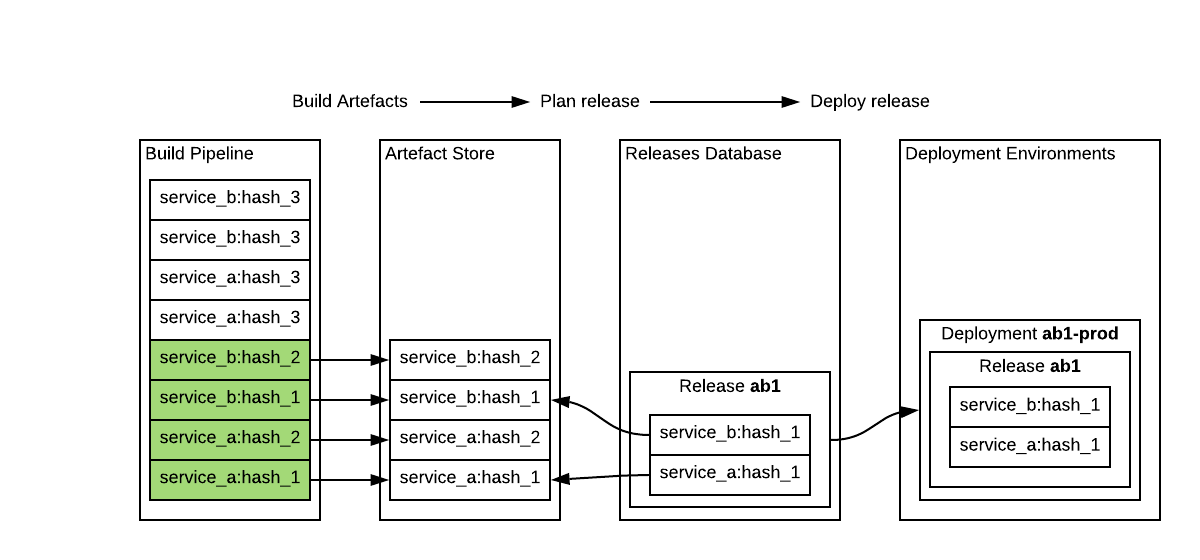 Build Artefacts
Plan release
Deploy release
Build Pipeline
service_b:hash_3
service_b:hash_3
service_a:hash_3
service_a:hash_3
service_b:hash_2
service_b:hash_1
service_a:hash_2
service_a:hash_1
Artefact Store
service_b:hash_2
service_b:hash_1
service_a:hash_2
service_a:hash_1
Releases Database
Release ab1
service_b:hash_1
service_a:hash_1
Deployment Environments
Deployment ab1-prod
Release ab1
service_b:hash_1
service_a:hash_1